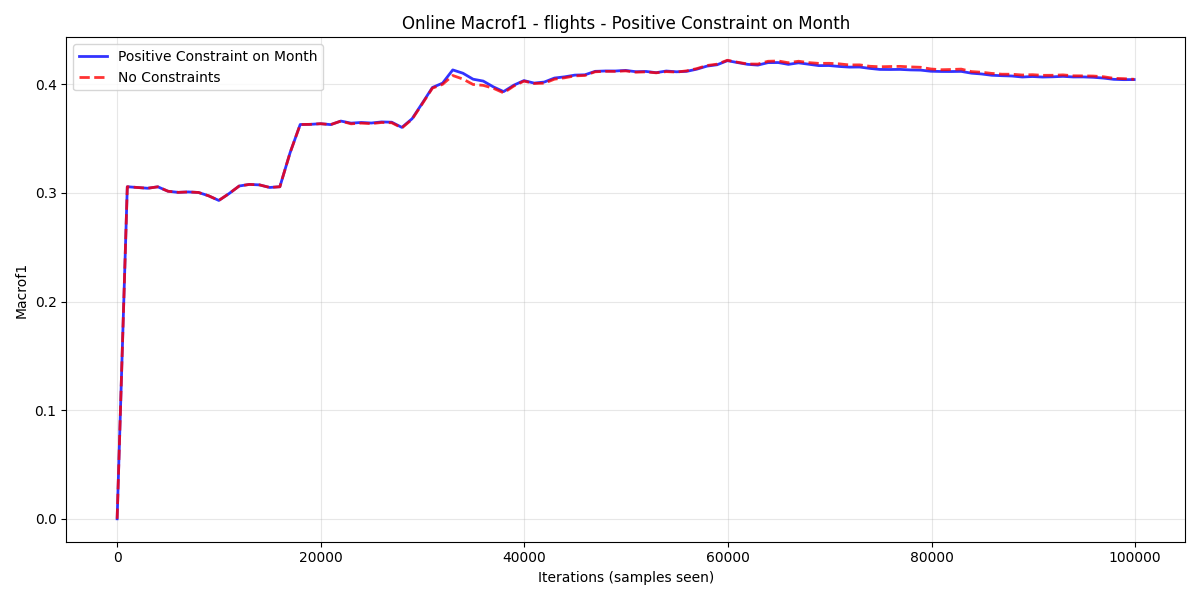 Online Macrof1 - flights - Positive Constraint on Month
Positive Constraint on Month
No Constraints
Macrof1
0.4
0.3
0.2
0.1
0.0
0 20000 40000 60000 80000 100000
Iterations (samples seen)